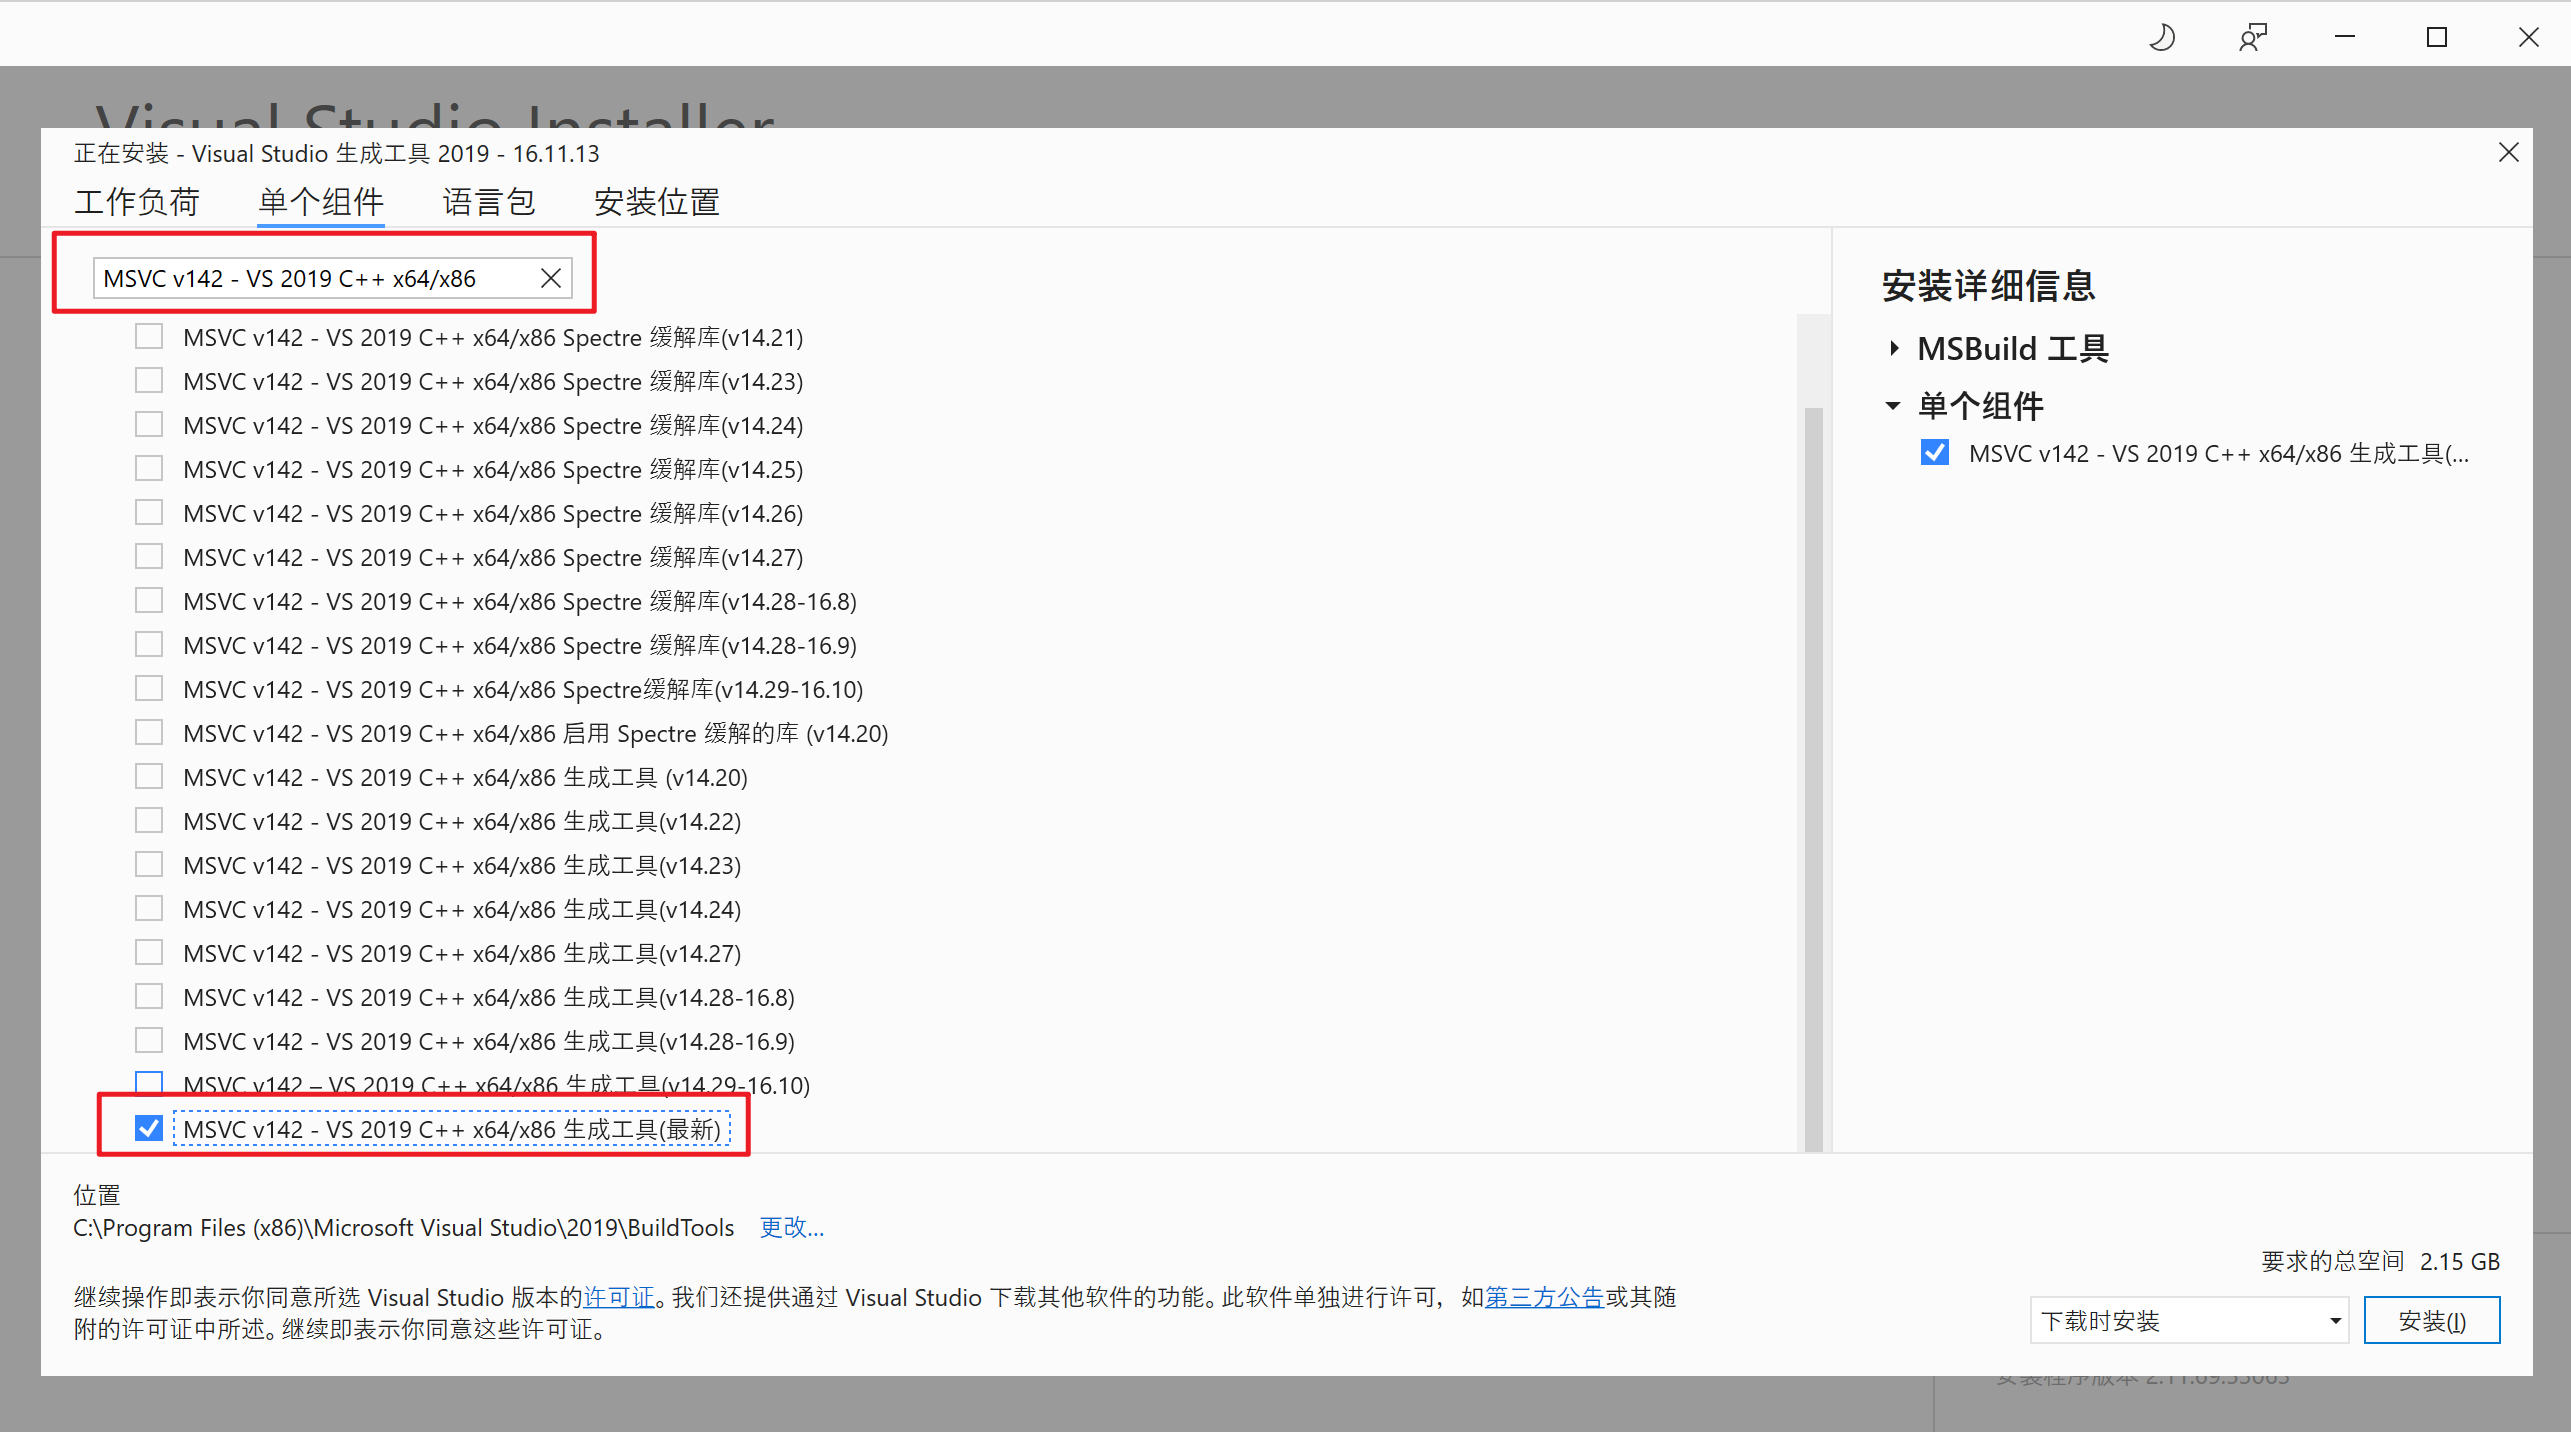 Visual Studio Installer
正在安装 - Visual Studio 生成工具 2019 - 16.11.13
工作负荷 单个组件 语言包 安装位置
MSVC v142 - VS 2019 C++ x64/x86
MSVC v142 - VS 2019 C++ x64/x86 Spectre 缓解库(v14.21)
MSVC v142 - VS 2019 C++ x64/x86 Spectre 缓解库(v14.23)
MSVC v142 - VS 2019 C++ x64/x86 Spectre 缓解库(v14.24)
MSVC v142 - VS 2019 C++ x64/x86 Spectre 缓解库(v14.25)
MSVC v142 - VS 2019 C++ x64/x86 Spectre 缓解库(v14.26)
MSVC v142 - VS 2019 C++ x64/x86 Spectre 缓解库(v14.27)
MSVC v142 - VS 2019 C++ x64/x86 Spectre 缓解库(v14.28-16.8)
MSVC v142 - VS 2019 C++ x64/x86 Spectre 缓解库(v14.28-16.9)
MSVC v142 - VS 2019 C++ x64/x86 Spectre缓解库(v14.29-16.10)
MSVC v142 - VS 2019 C++ x64/x86 启用 Spectre 缓解的库 (v14.20)
MSVC v142 - VS 2019 C++ x64/x86 生成工具 (v14.20)
MSVC v142 - VS 2019 C++ x64/x86 生成工具(v14.22)
MSVC v142 - VS 2019 C++ x64/x86 生成工具(v14.23)
MSVC v142 - VS 2019 C++ x64/x86 生成工具(v14.24)
MSVC v142 - VS 2019 C++ x64/x86 生成工具(v14.27)
MSVC v142 - VS 2019 C++ x64/x86 生成工具(v14.28-16.8)
MSVC v142 - VS 2019 C++ x64/x86 生成工具(v14.28-16.9)
MSVC v142 – VS 2019 C++ x64/x86 生成工具(v14.29-16.10)
MSVC v142 - VS 2019 C++ x64/x86 生成工具(最新)
安装详细信息
MSBuild 工具
单个组件
MSVC v142 - VS 2019 C++ x64/x86 生成工具(...
位置
C:\Program Files (x86)\Microsoft Visual Studio\2019\BuildTools 更改...
要求的总空间 2.15 GB
继续操作即表示你同意所选 Visual Studio 版本的许可证。我们还提供通过 Visual Studio 下载其他软件的功能。此软件单独进行许可，如第三方公告或其随
附的许可证中所述。继续即表示你同意这些许可证。
下载时安装 安装(I)
安装程序版本